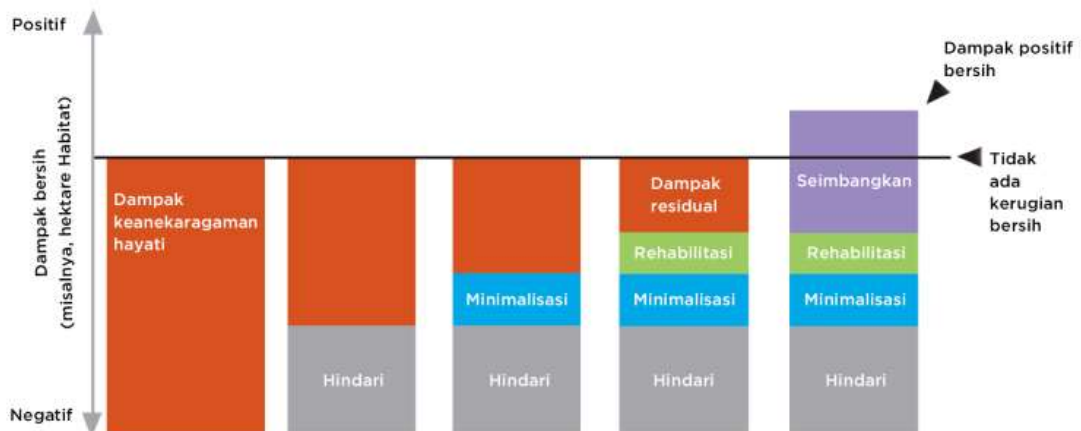 Positif
Dampak bersih
(misalnya, hektare Habitat)
Negatif
Dampak
keanekaragaman
hayati
Hindari
Minimalisasi
Hindari
Dampak
residual
Rehabilitasi
Minimalisasi
Hindari
Seimbangkan
Rehabilitasi
Minimalisasi
Hindari
Dampak positif
bersih
Tidak
ada
kerugian
bersih